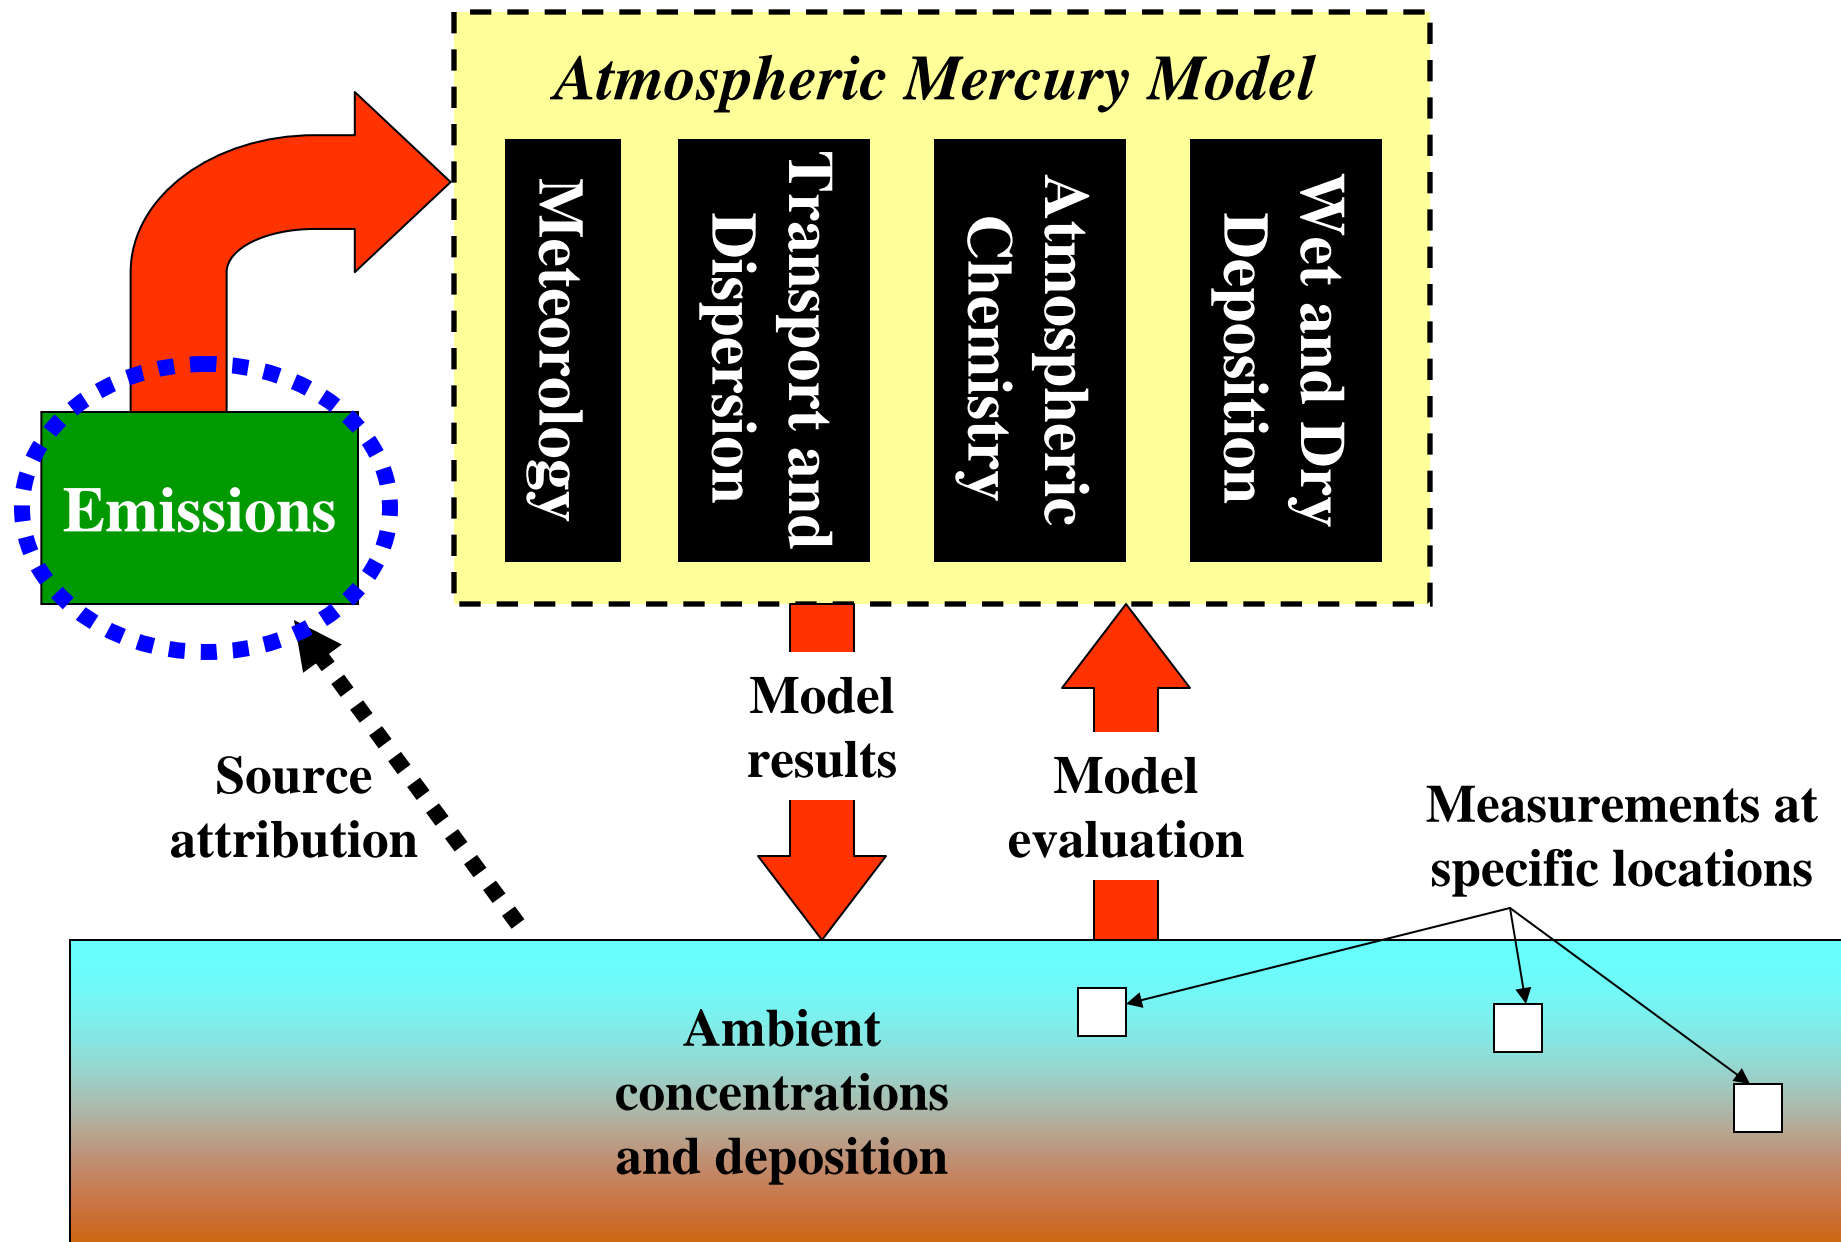 Atmospheric Mercury Model
Meteorology
Transport and
Dispersion
Atmospheric
Chemistry
Wet and Dry
Deposition
Emissions
Model
results
Source
attribution
Model
evaluation
Measurements at
specific locations
Ambient
concentrations
and deposition